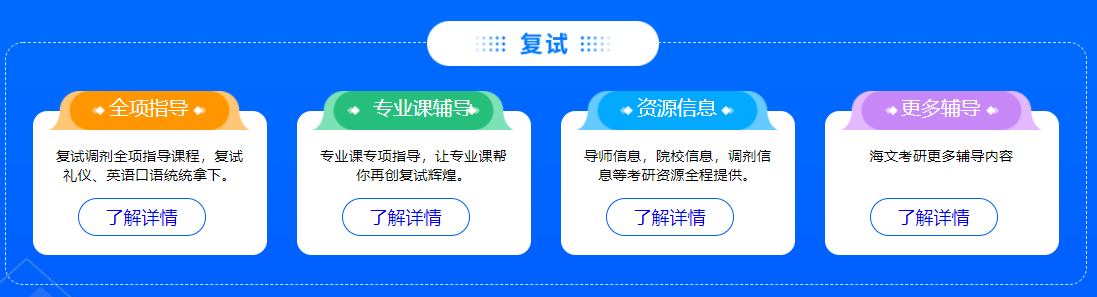 复试
全项指导
复试调剂全项指导课程，复试
礼仪、英语口语统统拿下。
了解详情
专业课辅导
专业课专项指导，让专业课帮
你再创复试辉煌。
了解详情
资源信息
导师信息，院校信息，调剂信
息等考研资源全程提供。
了解详情
更多辅导
海文考研更多辅导内容
了解详情